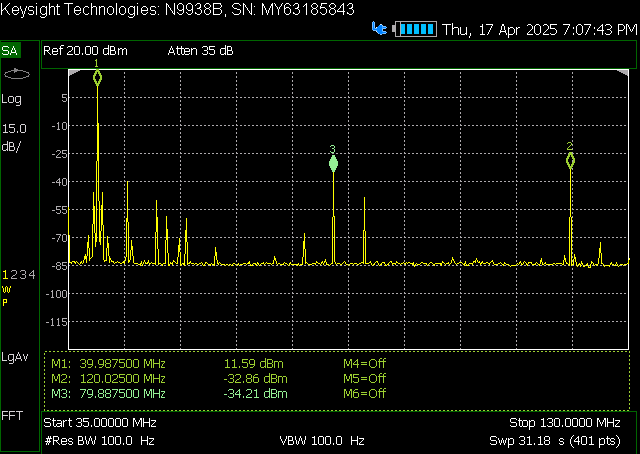 Keysight Technologies: N9938B, SN: MY63185843
Thu, 17 Apr 2025 7:07:43 PM
SA
Ref 20.00 dBm Atten 35 dB
Log
15.0
dB/
1
3
2
5
-10
-25
-40
-55
-70
-85
-100
-115
1234
W
P
LgAv
FFT
M1: 39.987500 MHz 11.59 dBm M4=Off
M2: 120.02500 MHz -32.86 dBm M5=Off
M3: 79.887500 MHz -34.21 dBm M6=Off
Start 35.00000 MHz Stop 130.0000 MHz
#Res BW 100.0 Hz VBW 100.0 Hz Swp 31.18 s (401 pts)